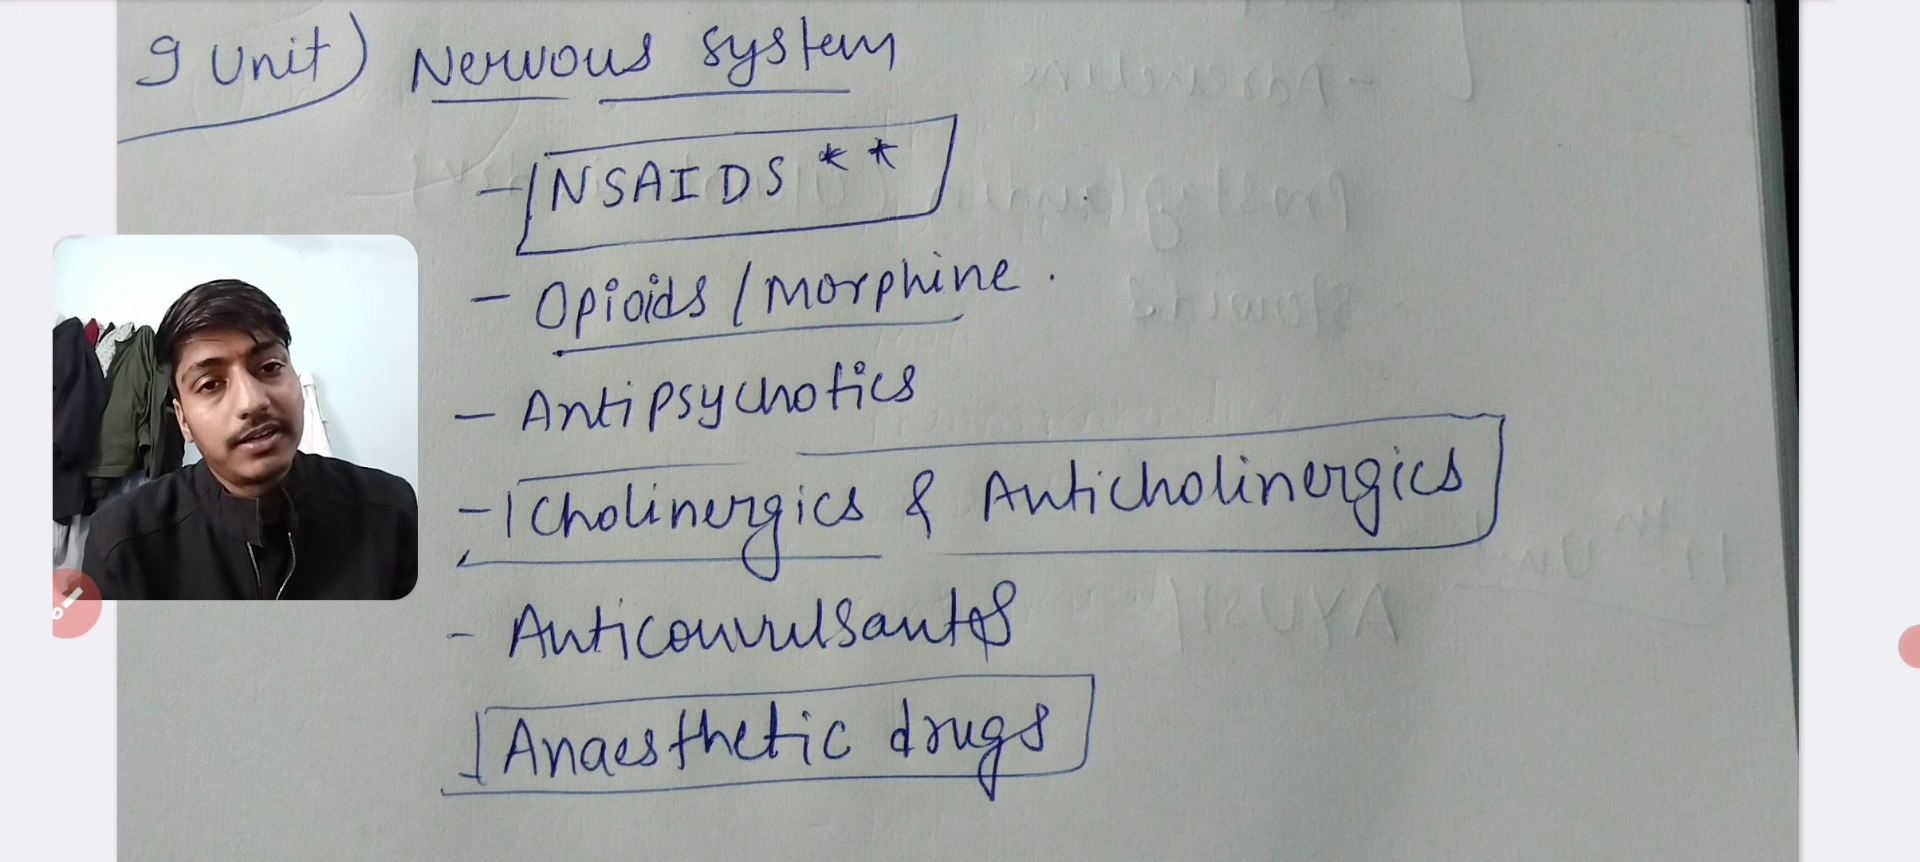 9 Unit) Nervous system
- NSAIDS **
- Opioids / Morphine.
- Antipsychotics
- Cholinergics & Anticholinergics
- Anticonvulsants
Anaesthetic drugs